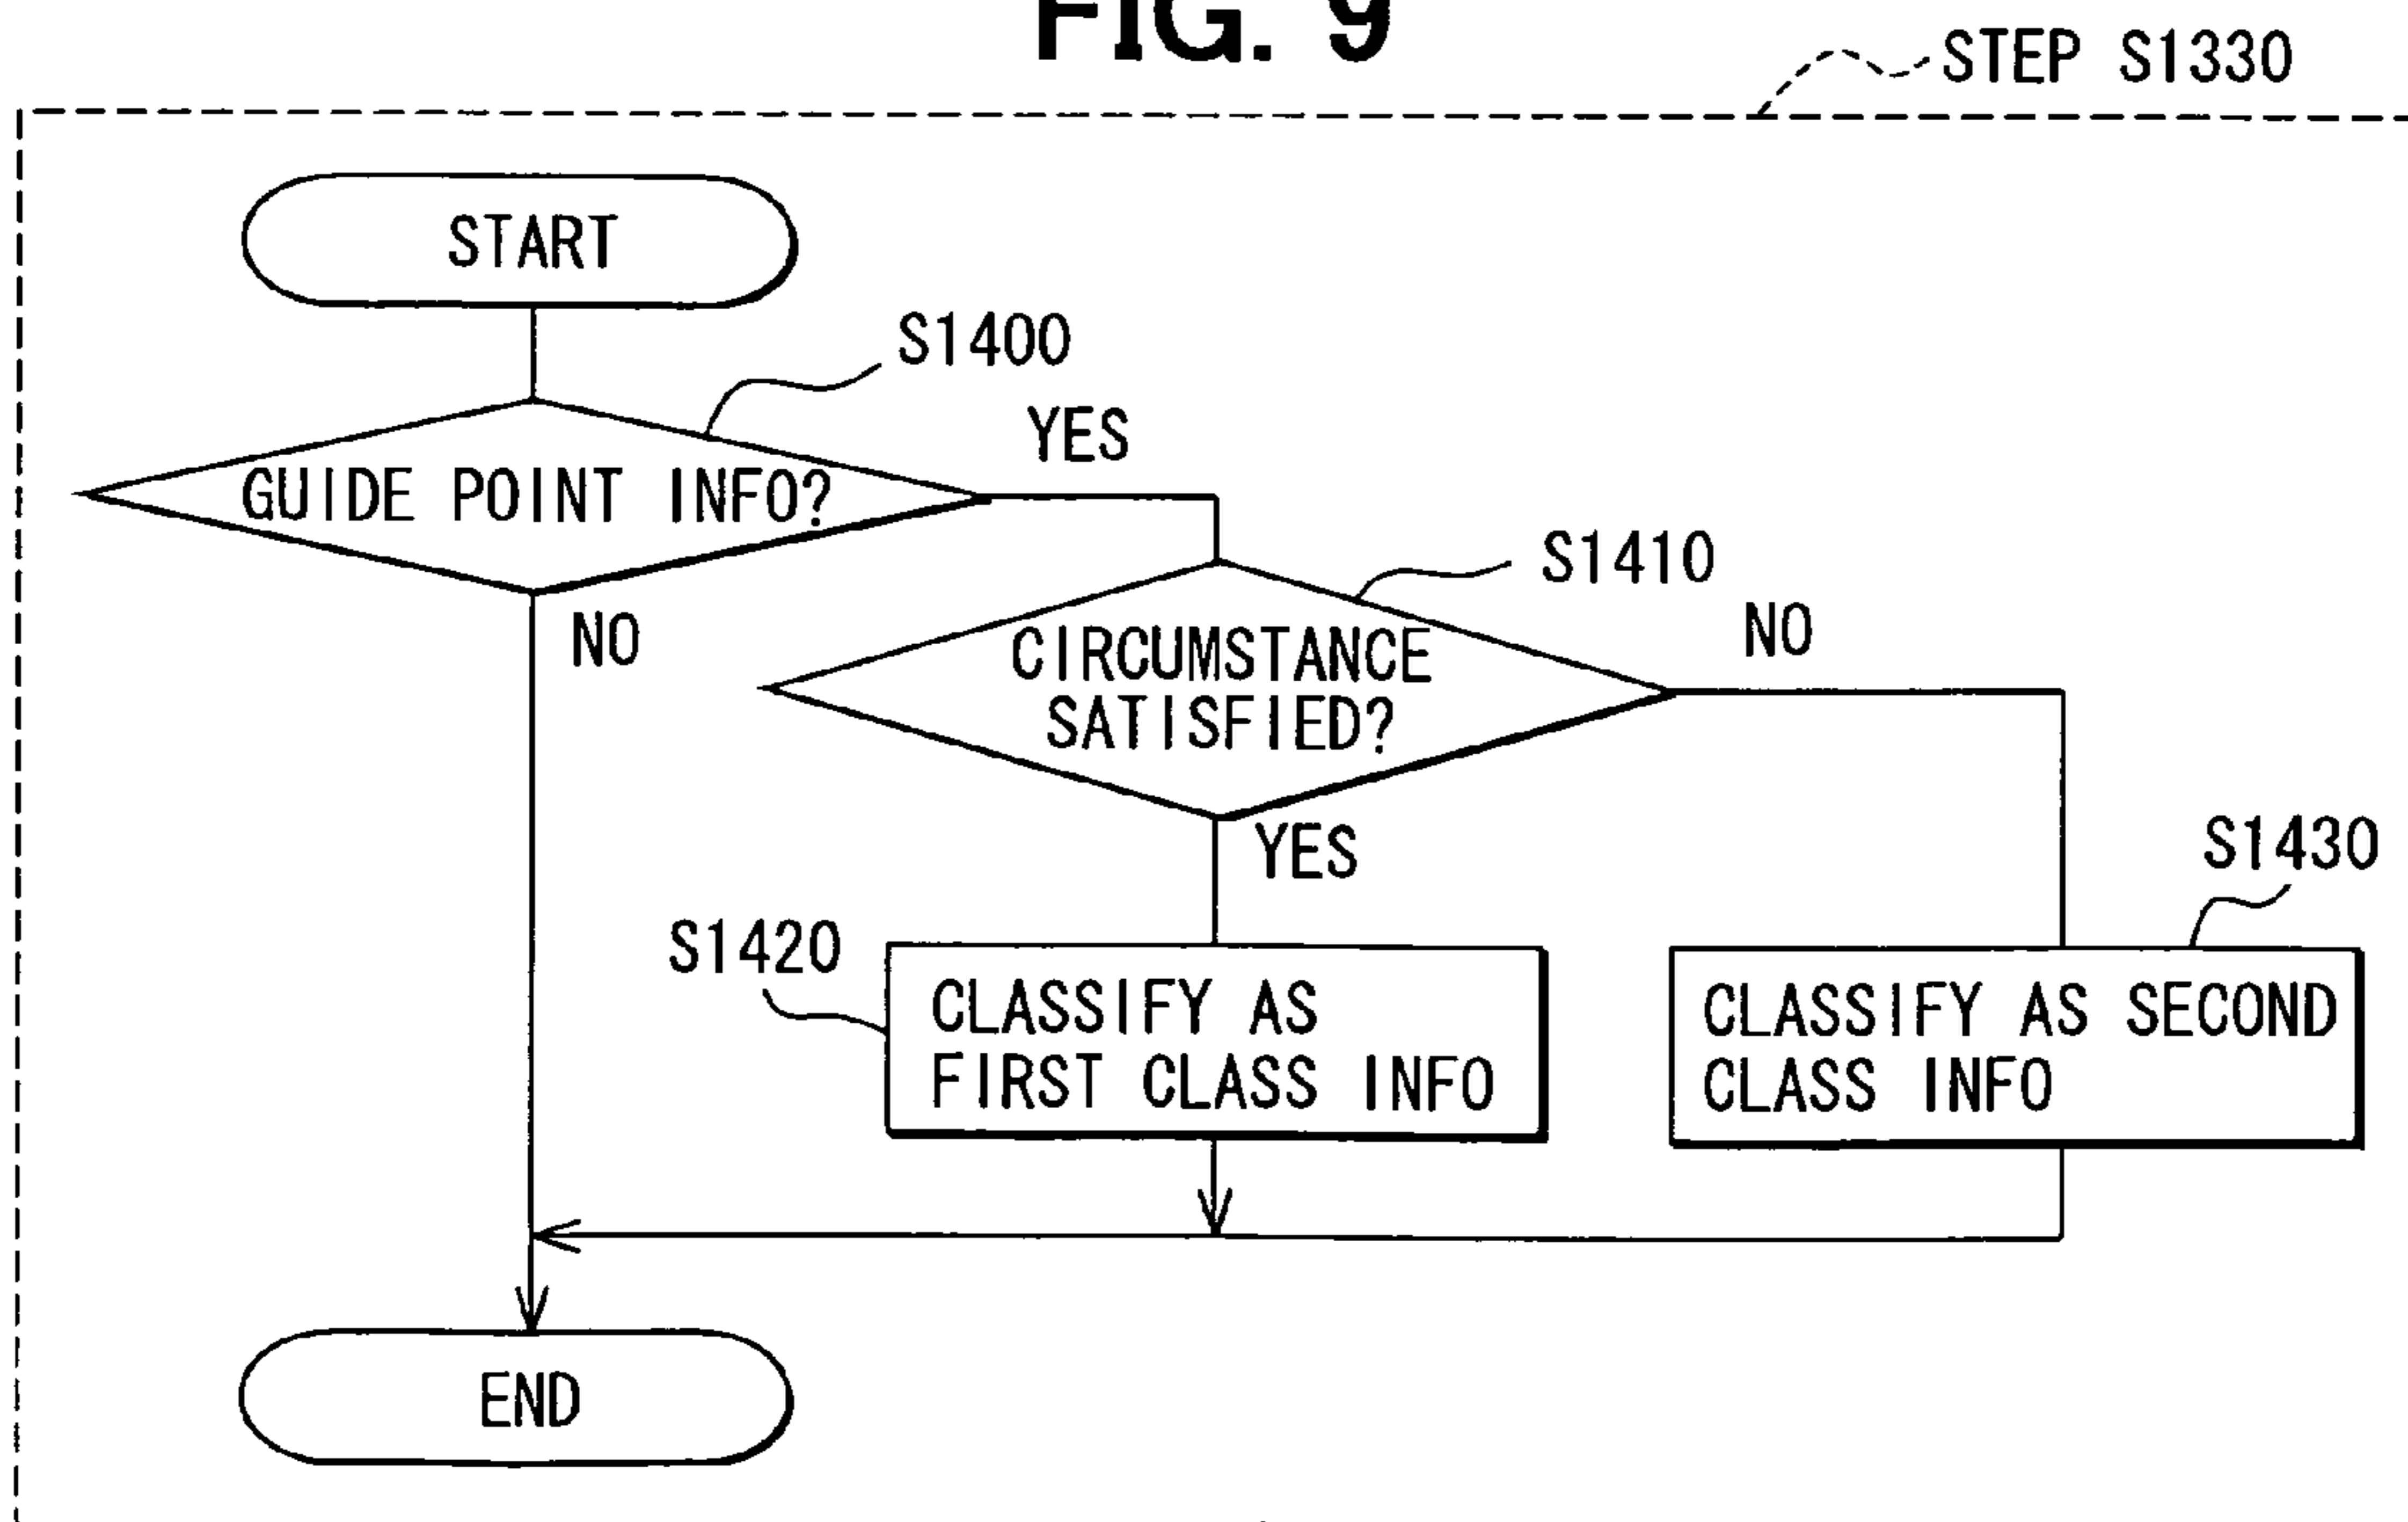 FIG. 9
STEP S1330
START
S1400
YES
GUIDE POINT INFO?
S1410
NO
NO
CIRCUMSTANCE
SATISFIED?
YES
S1430
S1420
CLASSIFY AS
FIRST CLASS INFO
CLASSIFY AS SECOND
CLASS INFO
END